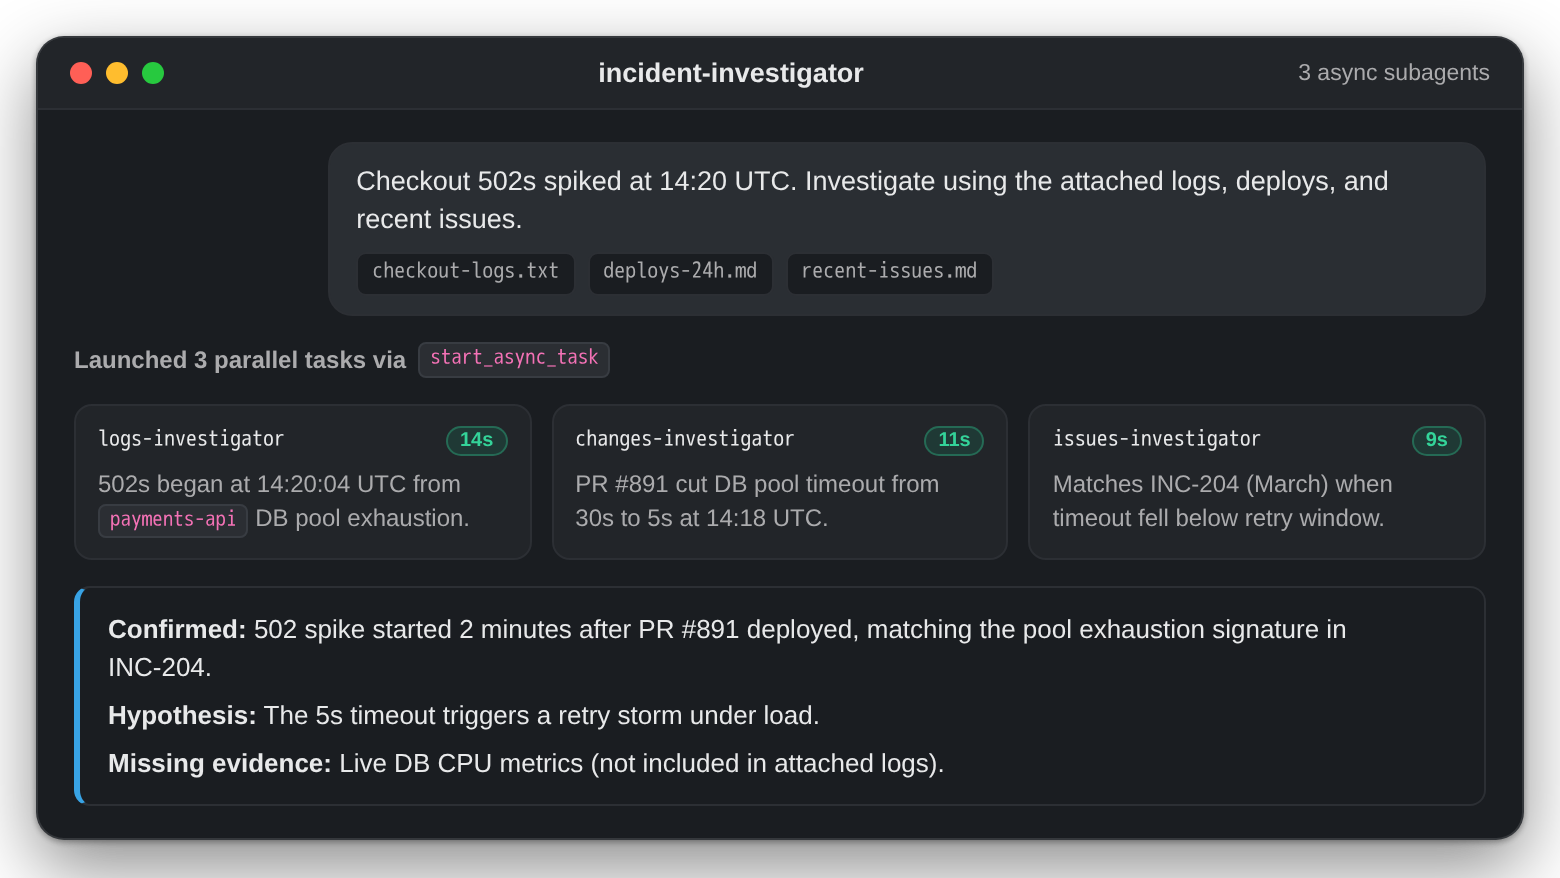 incident-investigator
3 async subagents
Checkout 502s spiked at 14:20 UTC. Investigate using the attached logs, deploys, and
recent issues.
checkout-logs.txt deploys-24h.md recent-issues.md
Launched 3 parallel tasks via start_async_task
logs-investigator 14s
502s began at 14:20:04 UTC from
payments-api DB pool exhaustion.
changes-investigator 11s
PR #891 cut DB pool timeout from
30s to 5s at 14:18 UTC.
issues-investigator 9s
Matches INC-204 (March) when
timeout fell below retry window.
Confirmed: 502 spike started 2 minutes after PR #891 deployed, matching the pool exhaustion signature in
INC-204.
Hypothesis: The 5s timeout triggers a retry storm under load.
Missing evidence: Live DB CPU metrics (not included in attached logs).